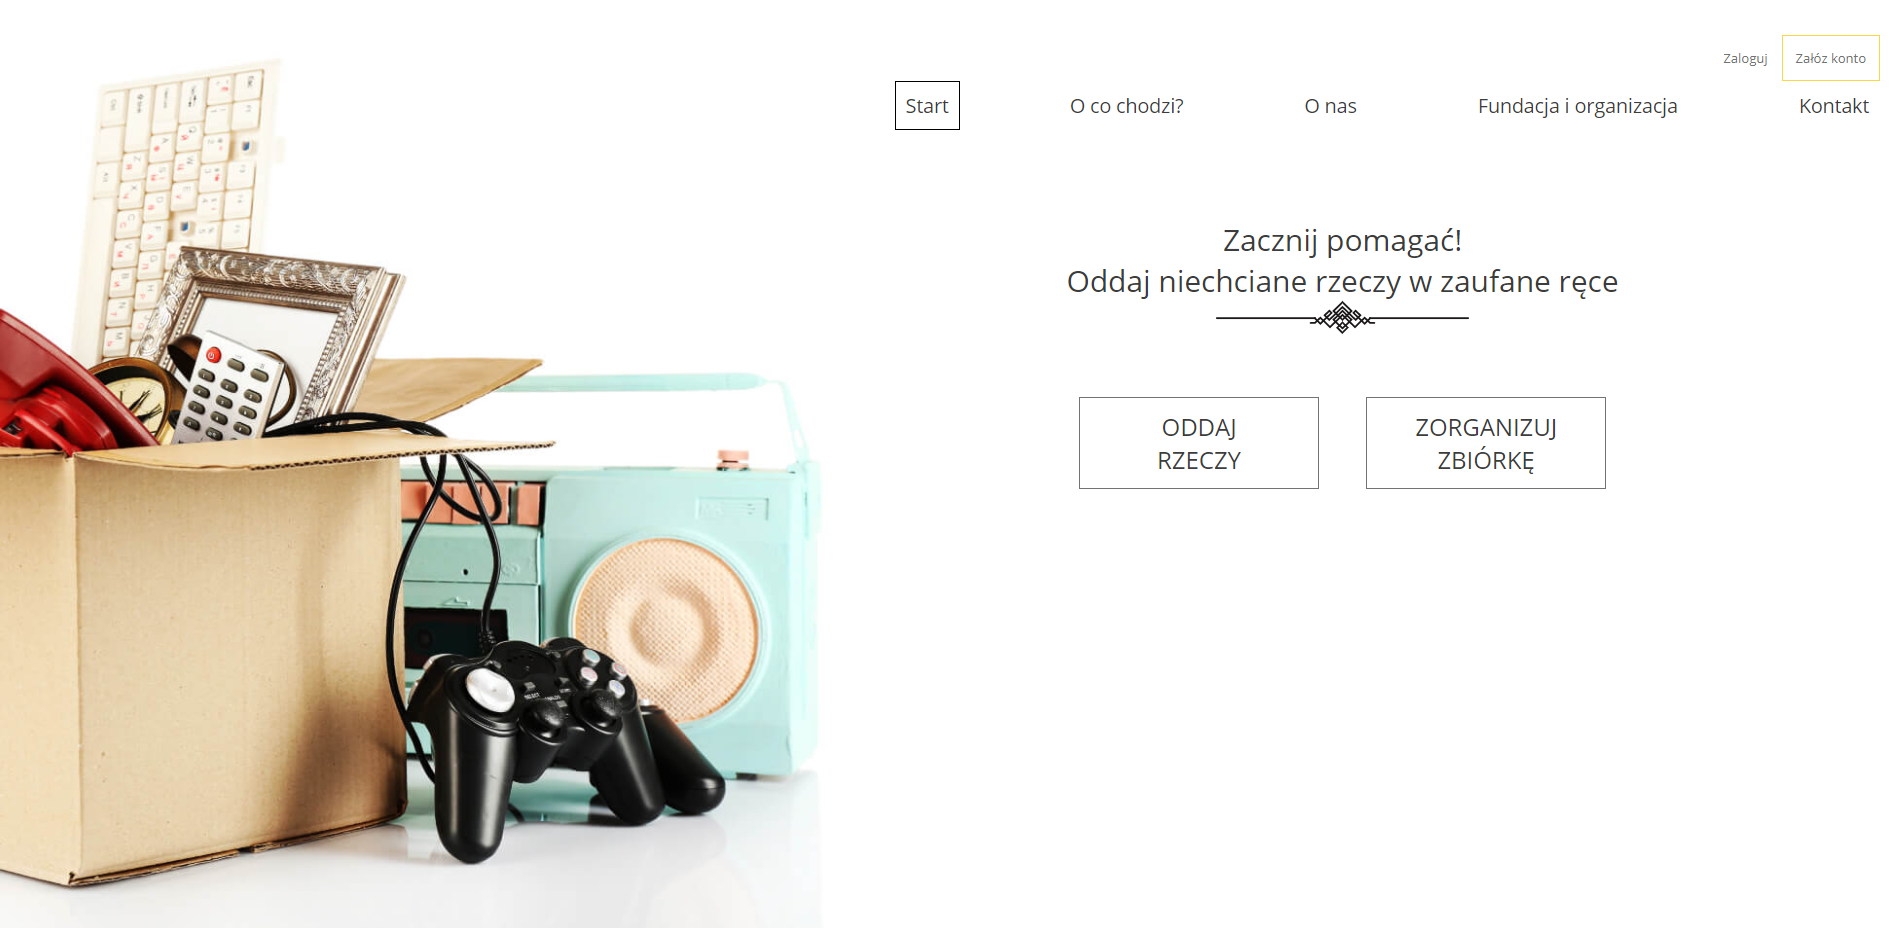 Zaloguj
Załóz konto
Start
O co chodzi?
O nas
Fundacja i organizacja
Kontakt
Zacznij pomagać!
Oddaj niechciane rzeczy w zaufane ręce
ODDAJ
RZECZY
ZORGANIZUJ
ZBIÓRKĘ